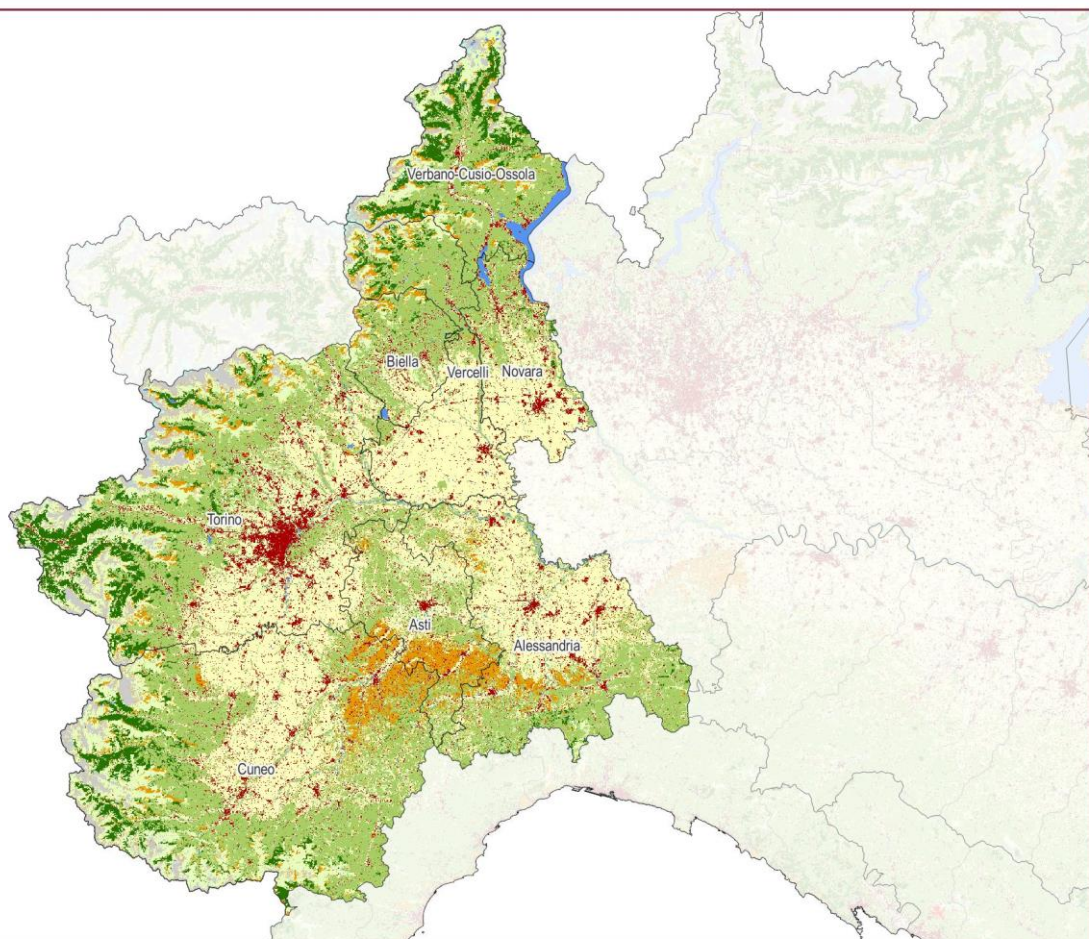 Verbano-Cusio-Ossola
Biella
Vercelli
Novara
Torino
Asti
Alessandria
Cuneo